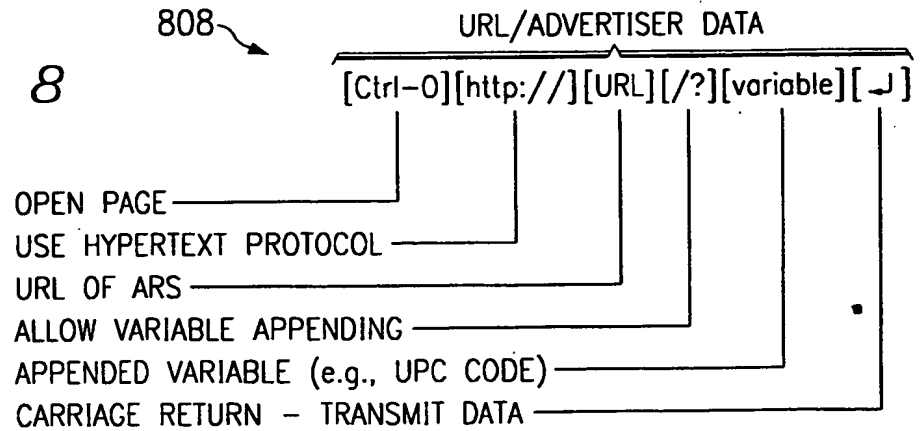 808
URL/ADVERTISER DATA
8
[Ctrl-O][http://][URL][/?][variable][↵]
OPEN PAGE
USE HYPERTEXT PROTOCOL
URL OF ARS
ALLOW VARIABLE APPENDING
APPENDED VARIABLE (e.g., UPC CODE)
CARRIAGE RETURN - TRANSMIT DATA